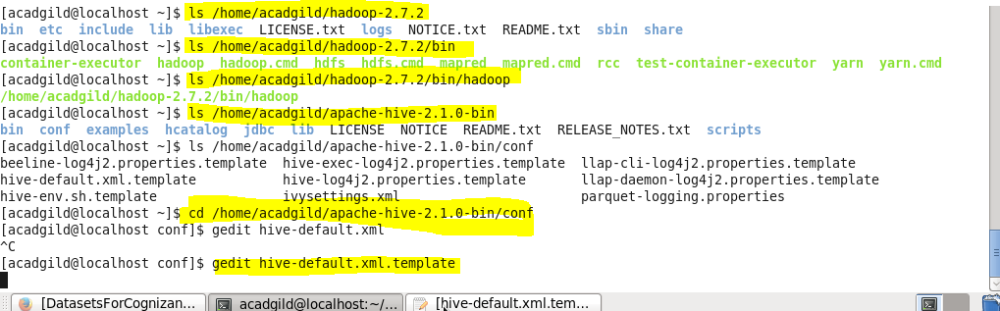 [acadgild@localhost ~]$ ls /home/acadgild/hadoop-2.7.2
bin etc include lib libexec LICENSE.txt logs NOTICE.txt README.txt sbin share
[acadgild@localhost ~]$ ls /home/acadgild/hadoop-2.7.2/bin
container-executor hadoop hadoop.cmd hdfs hdfs.cmd mapred mapred.cmd rcc test-container-executor yarn yarn.cmd
[acadgild@localhost ~]$ ls /home/acadgild/hadoop-2.7.2/bin/hadoop
/home/acadgild/hadoop-2.7.2/bin/hadoop
[acadgild@localhost ~]$ ls /home/acadgild/apache-hive-2.1.0-bin
bin conf examples hcatalog jdbc lib LICENSE NOTICE README.txt RELEASE_NOTES.txt scripts
[acadgild@localhost ~]$ ls /home/acadgild/apache-hive-2.1.0-bin/conf
beeline-log4j2.properties.template hive-exec-log4j2.properties.template llap-cli-log4j2.properties.template
hive-default.xml.template hive-log4j2.properties.template llap-daemon-log4j2.properties.template
hive-env.sh.template ivysettings.xml parquet-logging.properties
[acadgild@localhost ~]$ cd /home/acadgild/apache-hive-2.1.0-bin/conf
[acadgild@localhost conf]$ gedit hive-default.xml
^C
[acadgild@localhost conf]$ gedit hive-default.xml.template
[DatasetsForCognizan... acadgild@localhost:~/... [hive-default.xml.tem...